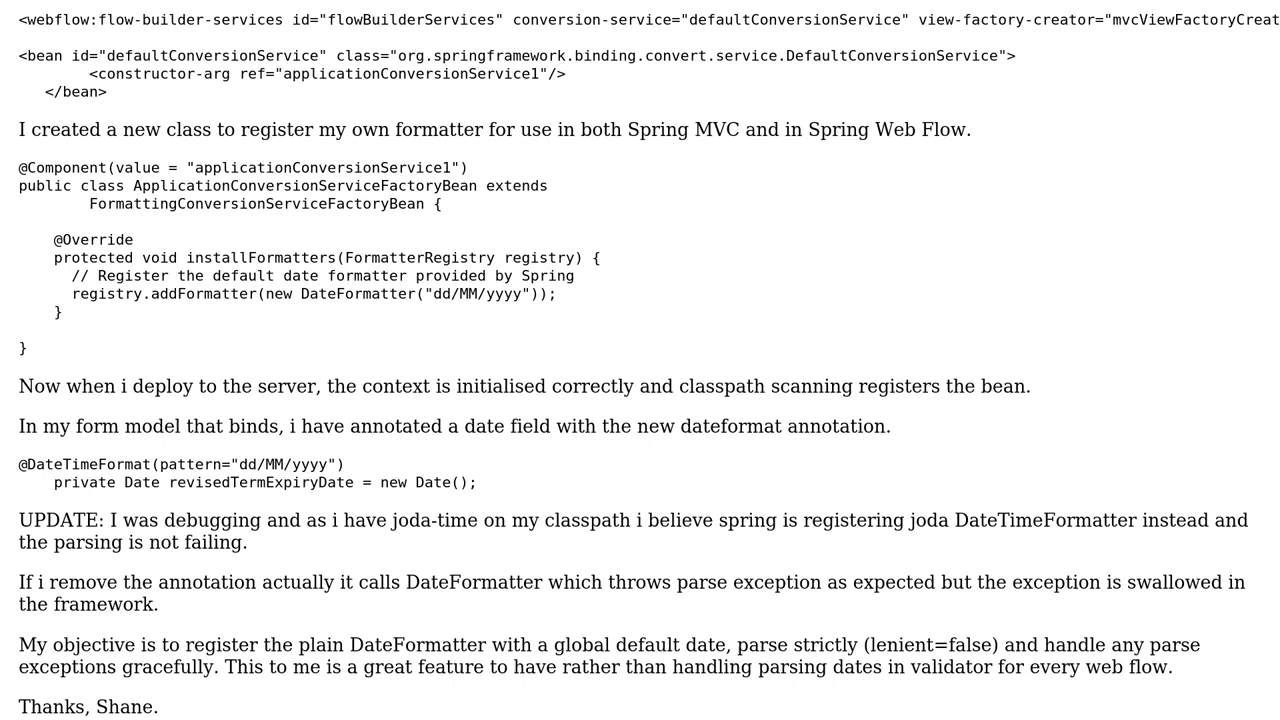 <webflow:flow-builder-services id="flowBuilderServices" conversion-service="defaultConversionService" view-factory-creator="mvcViewFactoryCreat
<bean id="defaultConversionService" class="org.springframework.binding.convert.service.DefaultConversionService">
        <constructor-arg ref="applicationConversionService1"/>
   </bean>
I created a new class to register my own formatter for use in both Spring MVC and in Spring Web Flow.
@Component(value = "applicationConversionService1")
public class ApplicationConversionServiceFactoryBean extends
        FormattingConversionServiceFactoryBean {
    @Override
    protected void installFormatters(FormatterRegistry registry) {
      // Register the default date formatter provided by Spring
      registry.addFormatter(new DateFormatter("dd/MM/yyyy"));
    }
}
Now when i deploy to the server, the context is initialised correctly and classpath scanning registers the bean.
In my form model that binds, i have annotated a date field with the new dateformat annotation.
@DateTimeFormat(pattern="dd/MM/yyyy")
    private Date revisedTermExpiryDate = new Date();
UPDATE: I was debugging and as i have joda-time on my classpath i believe spring is registering joda DateTimeFormatter instead and
the parsing is not failing.
If i remove the annotation actually it calls DateFormatter which throws parse exception as expected but the exception is swallowed in
the framework.
My objective is to register the plain DateFormatter with a global default date, parse strictly (lenient=false) and handle any parse
exceptions gracefully. This to me is a great feature to have rather than handling parsing dates in validator for every web flow.
Thanks, Shane.